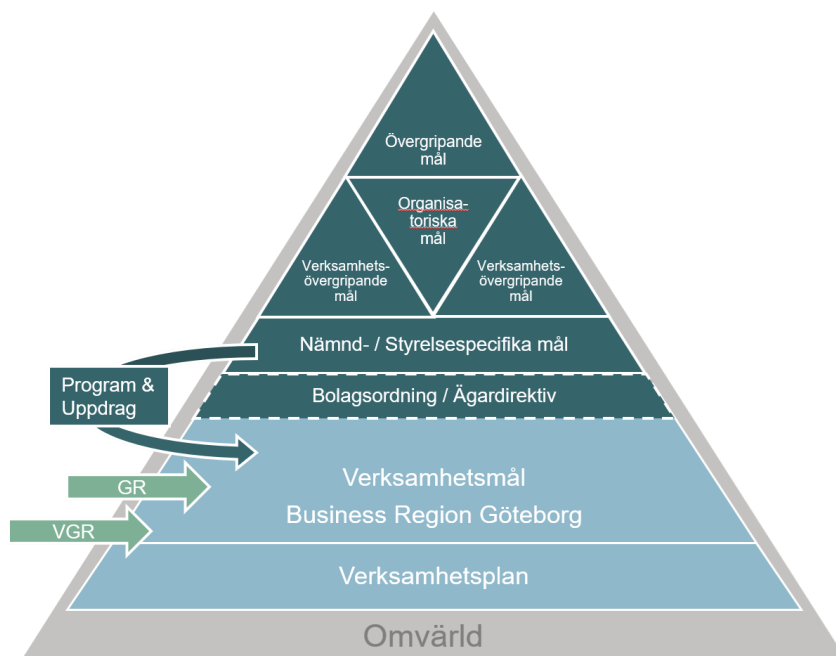 Övergripande
mål
Organisa-
toriska
mål
Verksamhets-
övergripande
mål
Verksamhets-
övergripande
mål
Nämnd- / Styrelsespecifika mål
Program &
Uppdrag
Bolagsordning / Ägardirektiv
Verksamhetsmål
Business Region Göteborg
GR
VGR
Verksamhetsplan
Omvärld